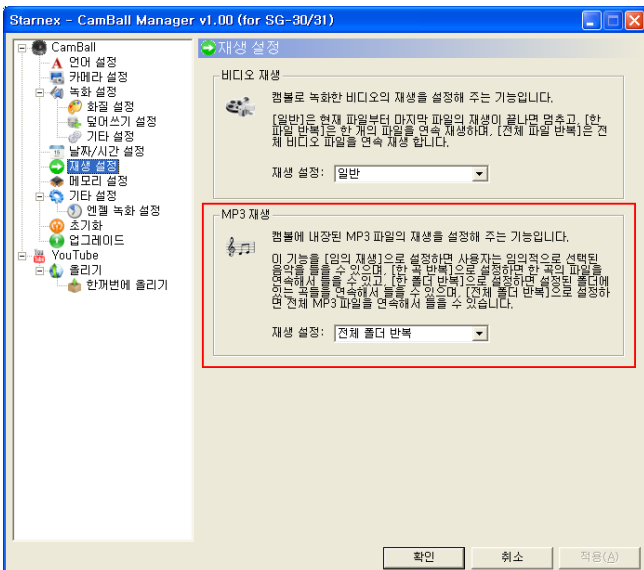 Starnex - CamBall Manager v1.00 (for SG-30/31)
CamBall
언어 설정
카메라 설정
녹화 설정
화질 설정
덮어쓰기 설정
기타 설정
날짜/시간 설정
재생 설정
메모리 설정
기타 설정
엔젤 녹화 설정
초기화
업그레이드
YouTube
올리기
한꺼번에 올리기
재생 설정
비디오 재생
캠볼로 녹화한 비디오의 재생을 설정해 주는 기능입니다.
[일반]은 현재 파일부터 마지막 파일의 재생이 끝나면 멈추고, [한
파일 반복]은 한 개의 파일을 연속 재생하며, [전체 파일 반복]은 전
체 비디오 파일을 연속 재생 합니다.
재생 설정: 일반
MP3 재생
캠볼에 내장된 MP3 파일의 재생을 설정해 주는 기능입니다.
이 기능을 [임의 재생]으로 설정하면 사용자는 임의적으로 선택된
음악을 들을 수 있으며, [한 곡 반복]으로 설정하면 한 곡의 파일을
연속해서 들을 수 있고, [한 폴더 반복]으로 설정하면 설정된 폴더에
있는 곡들을 연속해서 들을 수 있으며, [전체 폴더 반복]으로 설정하
면 전체 MP3 파일을 연속해서 들을 수 있습니다.
재생 설정: 전체 폴더 반복
확인 취소 적용(A)